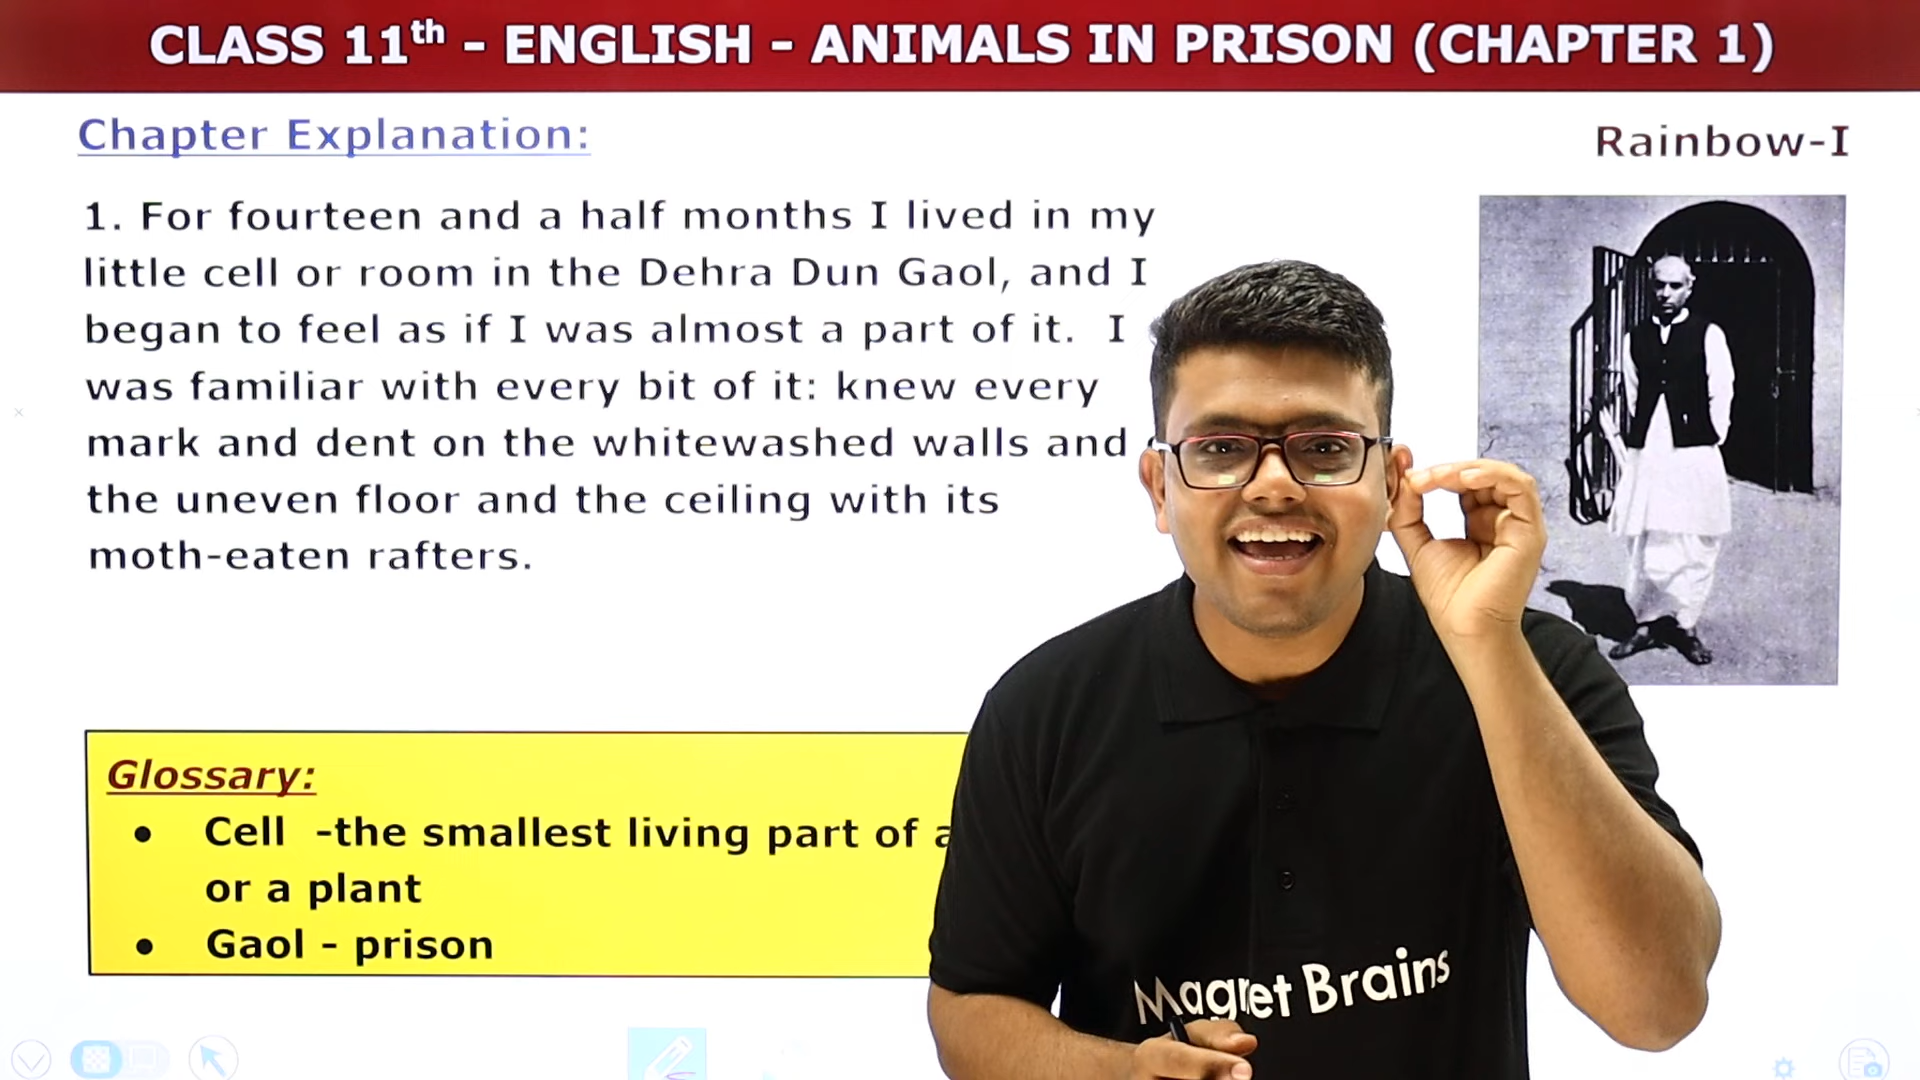 CLASS 11th - ENGLISH - ANIMALS IN PRISON (CHAPTER 1)
Chapter Explanation:
Rainbow-I
1. For fourteen and a half months I lived in my
little cell or room in the Dehra Dun Gaol, and I
began to feel as if I was almost a part of it. I
was familiar with every bit of it: knew every
mark and dent on the whitewashed walls and
the uneven floor and the ceiling with its
moth-eaten rafters.
Glossary:
• Cell -the smallest living part of
or a plant
• Gaol - prison
Magnet Brains